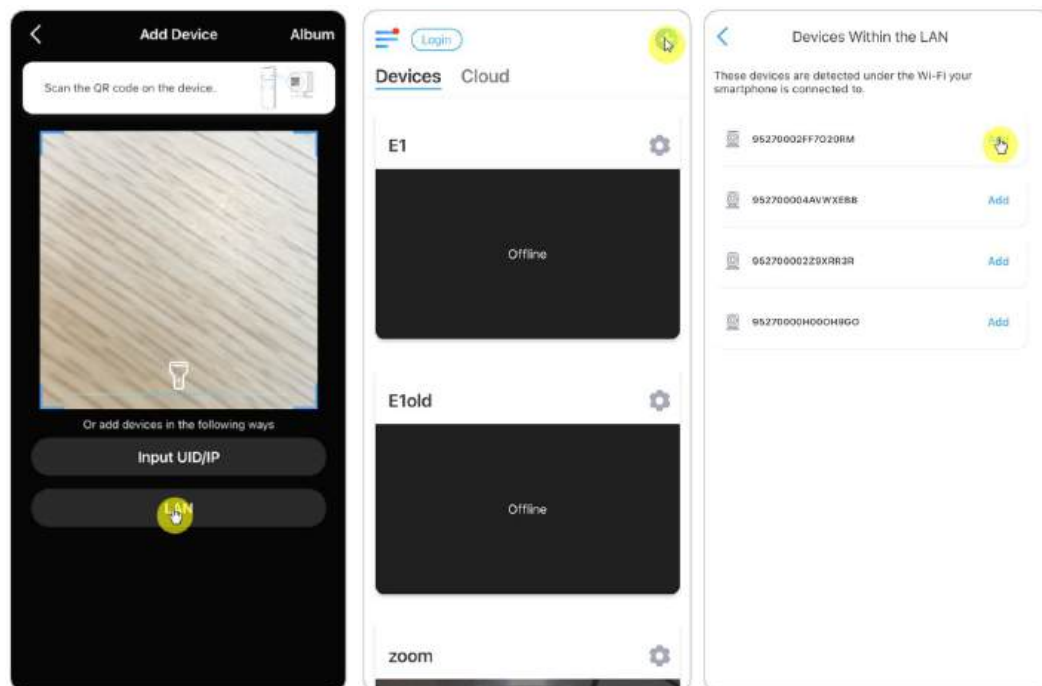 Add Device
Album
Scan the QR code on the device.
Or add devices in the following ways
Input UID/IP
LAN
Login
Devices Cloud
E1
Offline
E1old
Offline
zoom
Devices Within the LAN
These devices are detected under the Wi-Fi your
smartphone is connected to.
95270002FF7O20RM
952700004AVWXEBB Add
952700002Z9XRR3R Add
95270000H00OH9GO Add